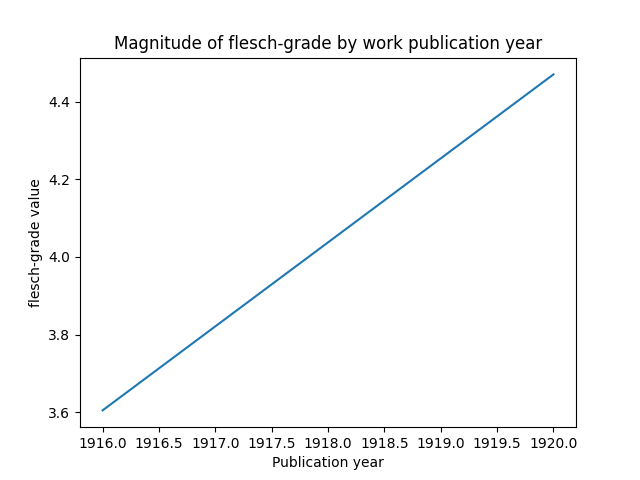 Magnitude of flesch-grade by work publication year
flesch-grade value
4.4
4.2
4.0
3.8
3.6
1916.0 1916.5 1917.0 1917.5 1918.0 1918.5 1919.0 1919.5 1920.0
Publication year